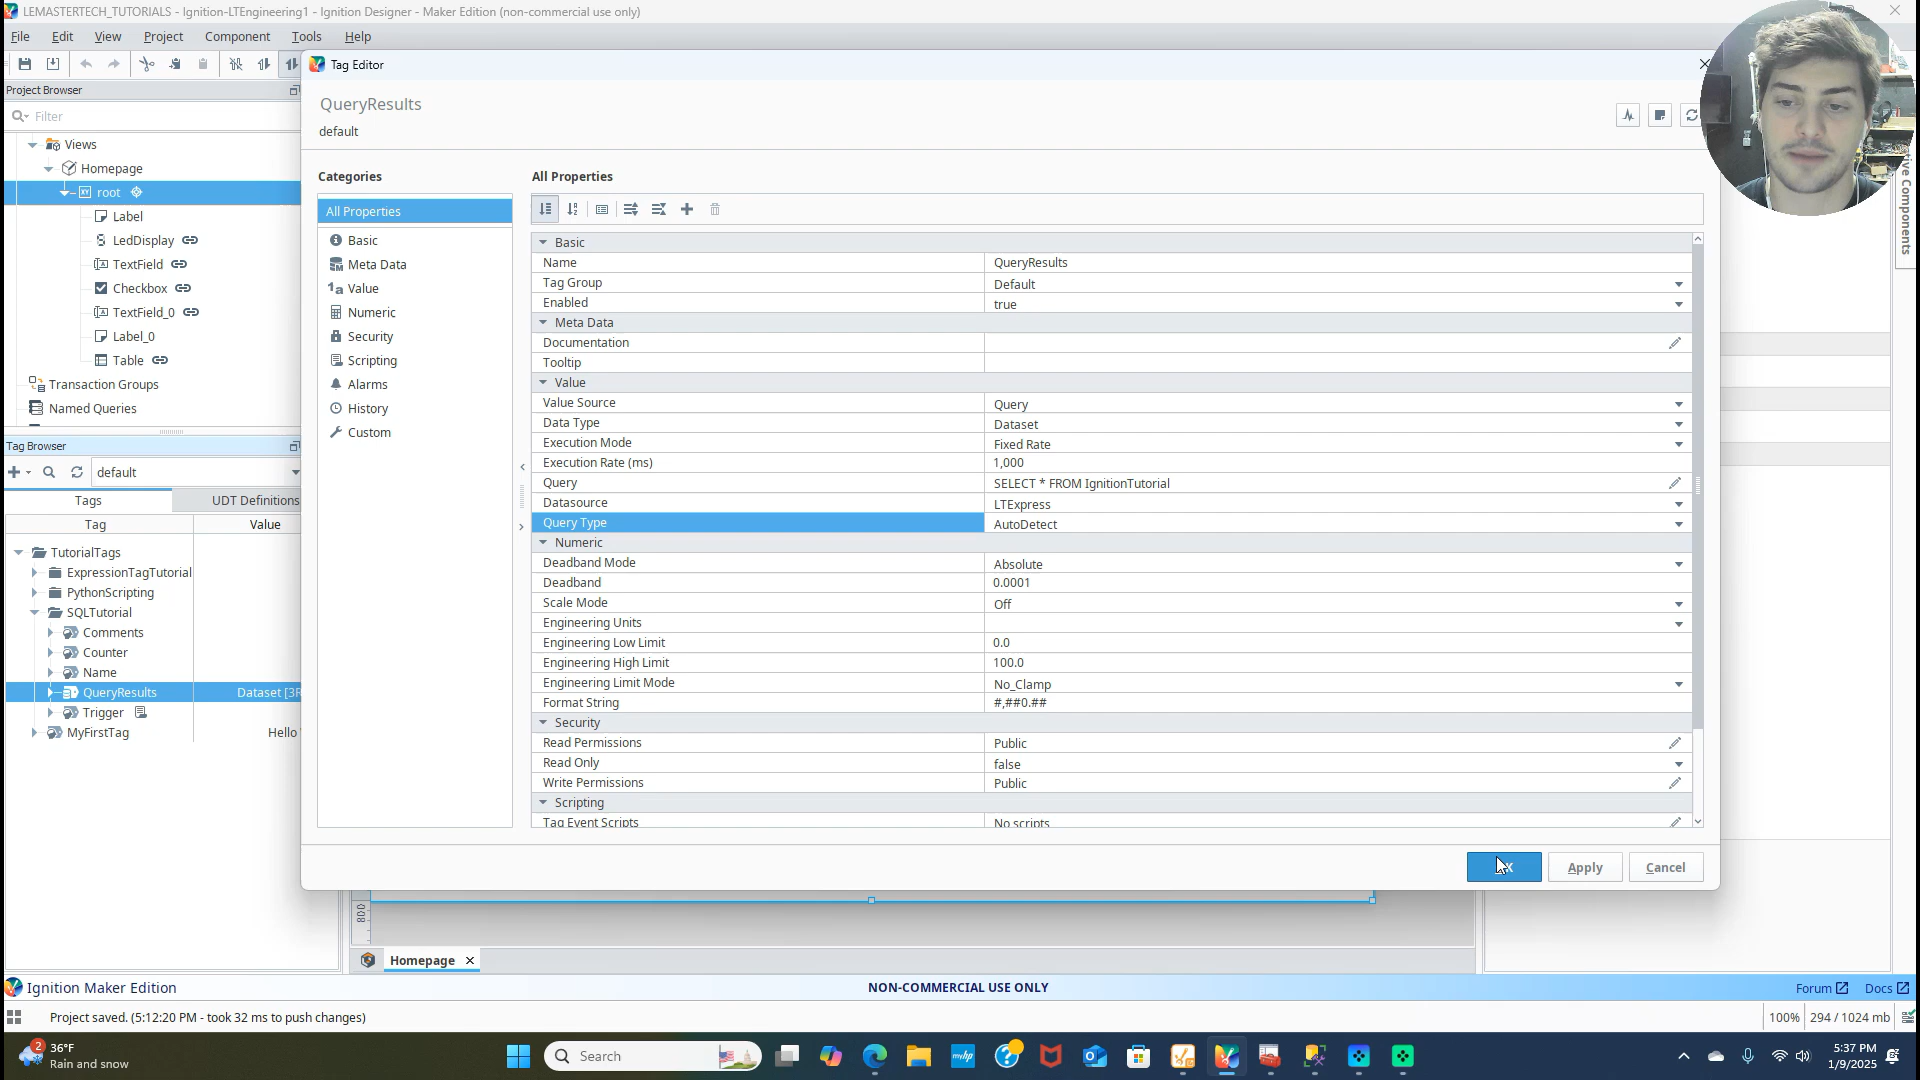 LEMASTERTECH_TUTORIALS - Ignition-LTEngineering1 - Ignition Designer - Maker Edition (non-commercial use only)
File Edit View Project Component Tools Help
Tag Editor
Project Browser
QueryResults
Filter
default
Views
Categories
All Properties
Homepage
root
All Properties
Label
Basic
Basic
LedDisplay
Name QueryResults
Meta Data
TextField
Tag Group Default
Value
Checkbox
Enabled true
Numeric
TextField_0
Meta Data
Security
Label_0
Documentation
Scripting
Table
Tooltip
Alarms
Transaction Groups
Value
History
Named Queries
Value Source Query
Custom
Data Type Dataset
Tag Browser
Execution Mode Fixed Rate
default
Execution Rate (ms) 1,000
Tags UDT Definitions
Query SELECT * FROM IgnitionTutorial
Tag Value
Datasource LTExpress
Query Type AutoDetect
TutorialTags
Numeric
ExpressionTagTutorial
Deadband Mode Absolute
PythonScripting
Deadband 0.0001
SQLTutorial
Scale Mode Off
Comments
Engineering Units
Counter
Engineering Low Limit 0.0
Name
Engineering High Limit 100.0
QueryResults Dataset [3R
Engineering Limit Mode No_Clamp
Trigger
Format String #,##0.##
MyFirstTag Hello
Security
Read Permissions Public
Read Only false
Write Permissions Public
Scripting
Tag Event Scripts No scripts
Apply Cancel
800
Homepage
Ignition Maker Edition NON-COMMERCIAL USE ONLY Forum Docs
Project saved. (5:12:20 PM - took 32 ms to push changes) 100% 294 / 1024 mb
2
36°F
Rain and snow
Search
myhp
5:37 PM
1/9/2025
tive Components